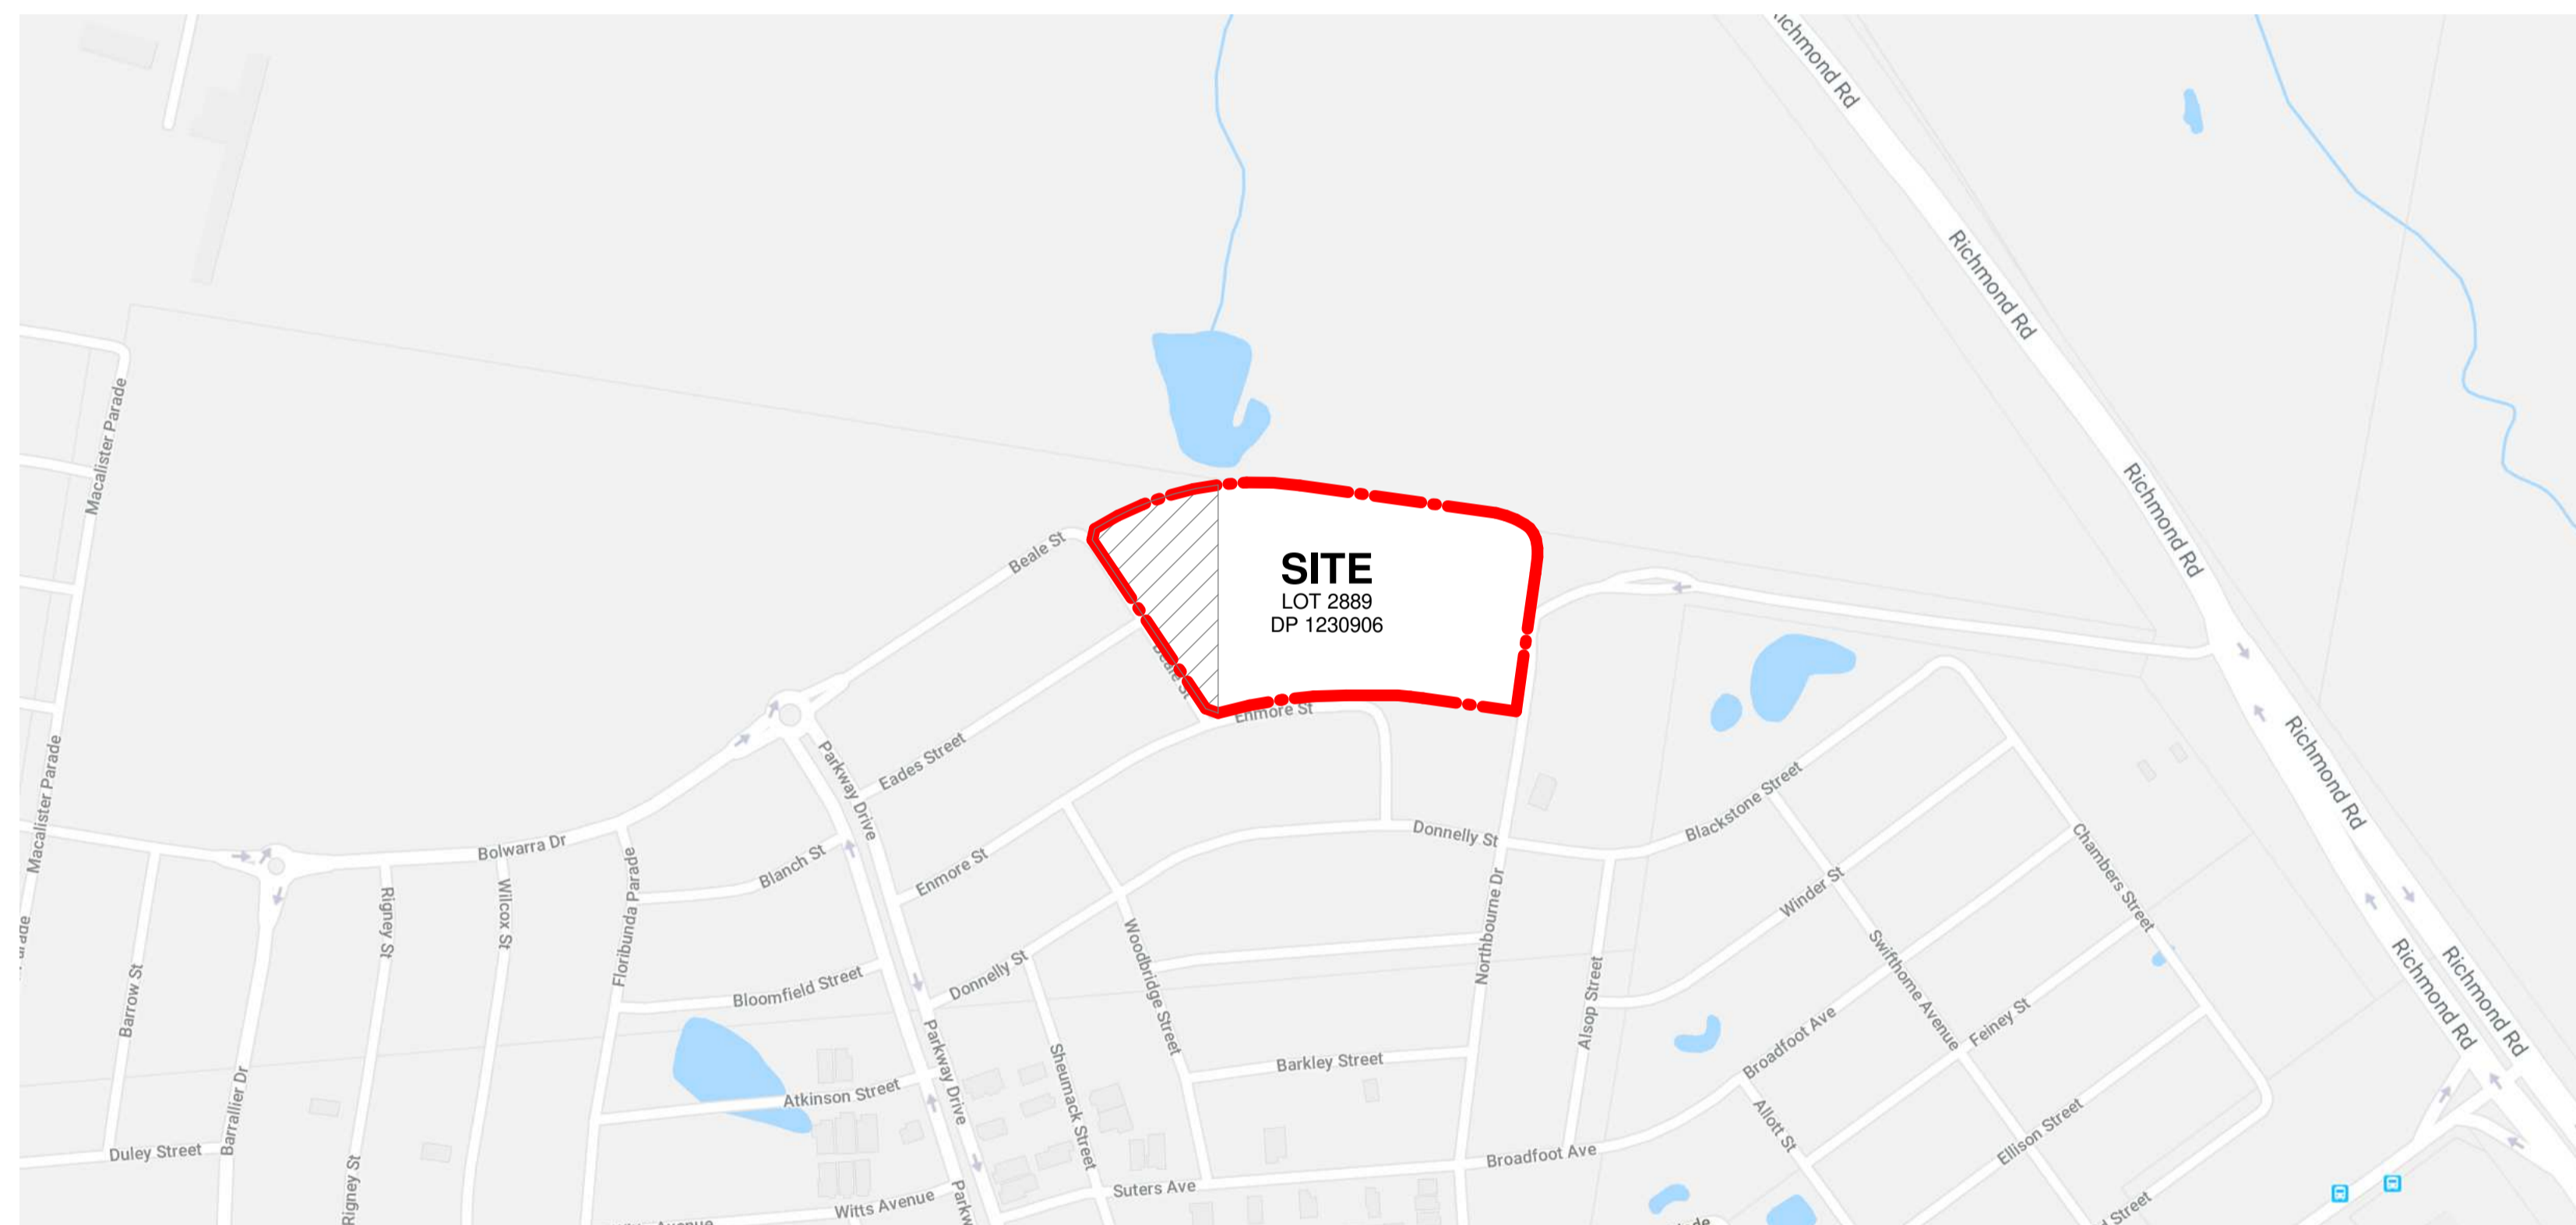 Richmond Rd
Richmond Rd
Macalister Parade
Richmond Rd
Beale St
SITE
LOT 2889
DP 1230906
Beale St
Enmore St
Richmond Rd
Parkway Drive
Eades Street
Macalister Parade
Blackstone Street
Bolwarra Dr
Donnelly St
Blanch St
Enmore St
Chambers Street
Floribunda Parade
Rigney St
Wilcox St
Winder St
Northbourne Dr
Woodbridge Street
Swifthome Avenue
Donnelly St
Bloomfield Street
Barrow St
Alsop Street
Richmond Rd
Richmond Rd
Feiney St
Broadfoot Ave
Parkway Drive
Sheumack Street
Barkley Street
Atkinson Street
Barrallier Dr
Allott St
Ellison Street
Duley Street
Broadfoot Ave
Rigney St
Suters Ave
Witts Avenue
Street